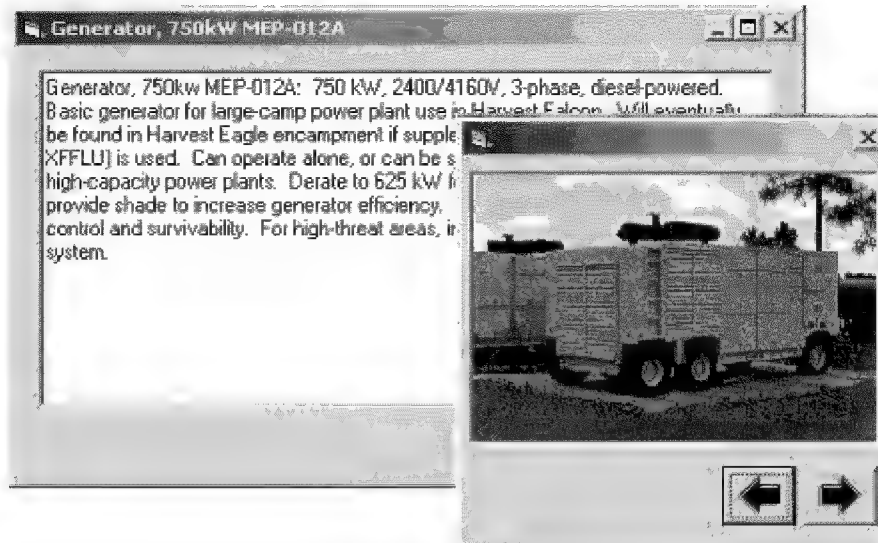 Generator, 750kW MEP-012A
Generator, 750kw MEP-012A: 750 kW, 2400/4160V, 3-phase, diesel-powered.
Basic generator for large-camp power plant use in Harvest Falcon. Will eventually
be found in Harvest Eagle encampment if supple
XFFLU) is used. Can operate alone, or can be s
high-capacity power plants. Derate to 625 kW f
provide shade to increase generator efficiency.
control and survivability. For high-threat areas, in
system.